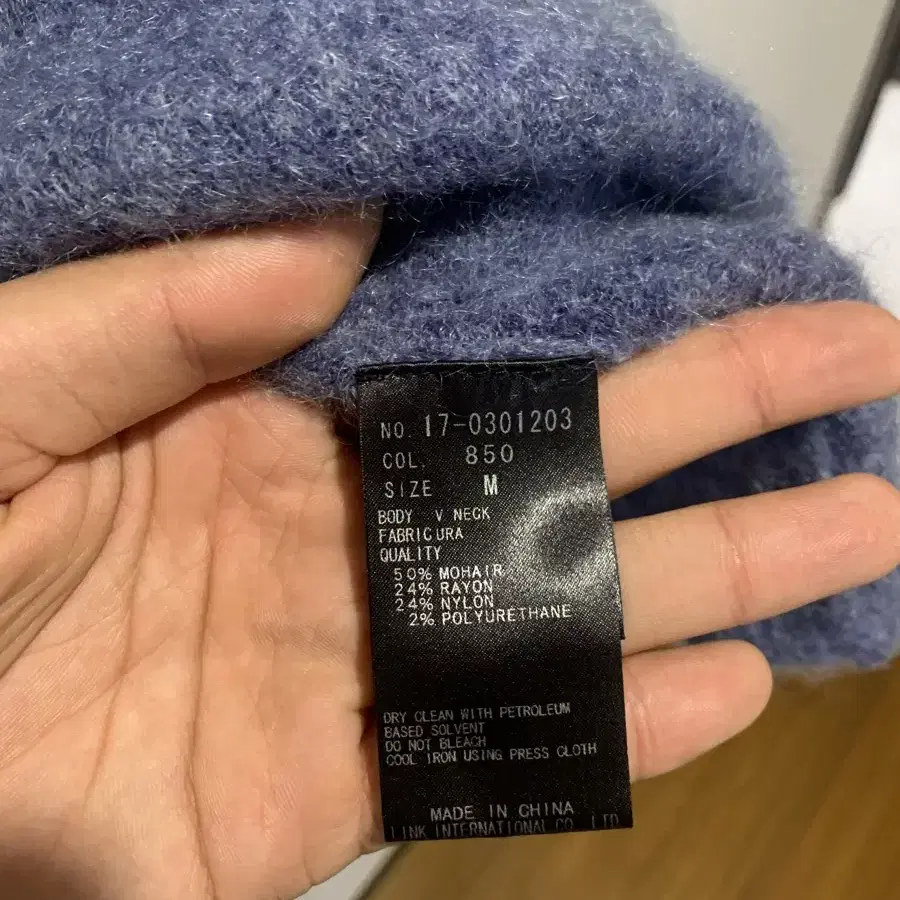 NO. 17-0301203
COL. 850
SIZE M
BODY V NECK
FABRIC URA
QUALITY
50% MOHAIR
24% RAYON
24% NYLON
2% POLYURETHANE
DRY CLEAN WITH PETROLEUM
BASED SOLVENT
DO NOT BLEACH
COOL IRON USING PRESS CLOTH
MADE IN CHINA
LINK INTERNATIONAL CO. LTD